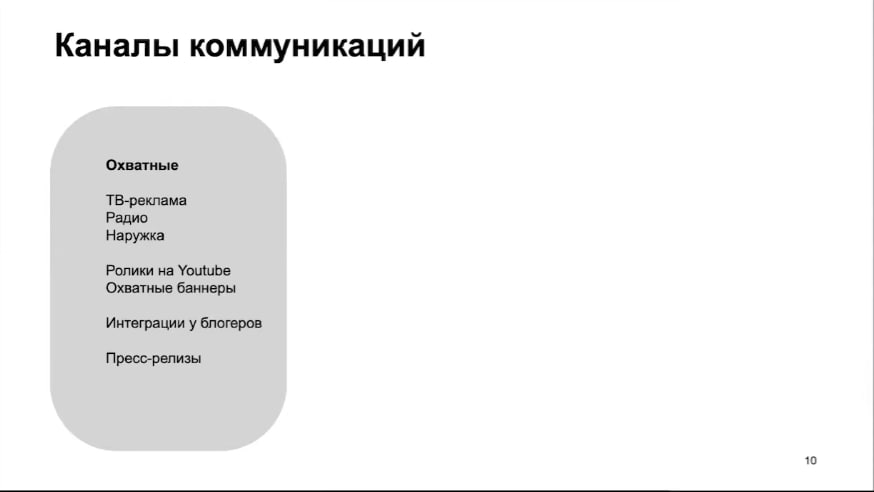 Каналы коммуникаций
Охватные
ТВ-реклама
Радио
Наружка
Ролики на Youtube
Охватные баннеры
Интеграции у блогеров
Пресс-релизы
10